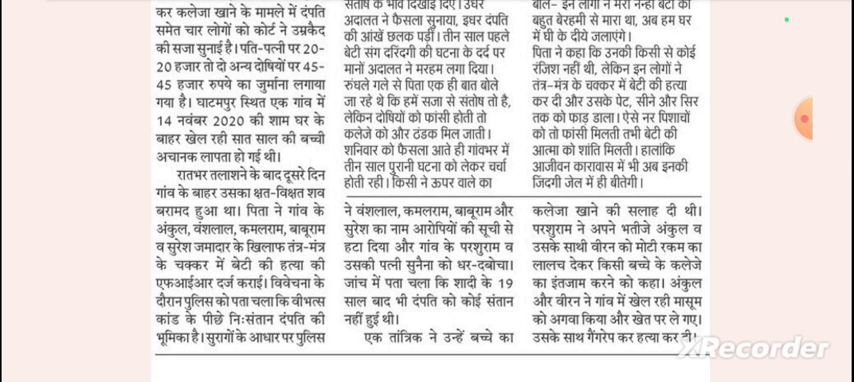 कर कलेजा खाने के मामले में दंपति
समेत चार लोगों को कोर्ट ने उम्रकैद
की सजा सुनाई है। पति-पत्नी पर 20-
20 हजार तो दो अन्य दोषियों पर 45-
45 हजार रुपये का जुर्माना लगाया
गया है। घाटमपुर स्थित एक गांव में
14 नवंबर 2020 की शाम घर के
बाहर खेल रही सात साल की बच्ची
अचानक लापता हो गई थी।
रातभर तलाशने के बाद दूसरे दिन
गांव के बाहर उसका क्षत-विक्षत शव
बरामद हुआ था। पिता ने गांव के
अंकुल, वंशलाल, कमलराम, बाबूराम
व सुरेश जमादार के खिलाफ तंत्र-मंत्र
के चक्कर में बेटी की हत्या की
एफआईआर दर्ज कराई। विवेचना के
दौरान पुलिस को पता चला कि वीभत्स
कांड के पीछे निःसंतान दंपति की
भूमिका है। सुरागों के आधार पर पुलिस
संतोष के भाव दिखाई दिए। उधर
अदालत ने फैसला सुनाया, इधर दंपति
की आंखें छलक पड़ी। तीन साल पहले
बेटी संग दरिंदगी की घटना के दर्द पर
मानों अदालत ने मरहम लगा दिया।
रुंधले गले से पिता एक ही बात बोले
जा रहे थे कि हमें सजा से संतोष तो है,
लेकिन दोषियों को फांसी होती तो
कलेजे को और ठंडक मिल जाती।
शनिवार को फैसला आते ही गांवभर में
तीन साल पुरानी घटना को लेकर चर्चा
होती रही। किसी ने ऊपर वाले का
बोले- इन लोगों ने मेरी नन्ही बेटी को
बहुत बेरहमी से मारा था, अब हम घर
में घी के दीये जलाएंगे।
पिता ने कहा कि उनकी किसी से कोई
रंजिश नहीं थी, लेकिन इन लोगों ने
तंत्र-मंत्र के चक्कर में बेटी की हत्या
कर दी और उसके पेट, सीने और सिर
तक को फाड़ डाला। ऐसे नर पिशाचों
को तो फांसी मिलती तभी बेटी की
आत्मा को शांति मिलती। हालांकि
आजीवन कारावास में भी अब इनकी
जिंदगी जेल में ही बीतेगी।
ने वंशलाल, कमलराम, बाबूराम और
सुरेश का नाम आरोपियों की सूची से
हटा दिया और गांव के परशुराम व
उसकी पत्नी सुनैना को धर-दबोचा।
जांच में पता चला कि शादी के 19
साल बाद भी दंपति को कोई संतान
नहीं हुई थी।
एक तांत्रिक ने उन्हें बच्चे का
कलेजा खाने की सलाह दी थी।
परशुराम ने अपने भतीजे अंकुल व
उसके साथी वीरन को मोटी रकम का
लालच देकर किसी बच्चे के कलेजे
का इंतजाम करने को कहा। अंकुल
और वीरन ने गांव में खेल रही मासूम
को अगवा किया और खेत पर ले गए।
उसके साथ गैंगरेप कर हत्या कर दी।
XRecorder